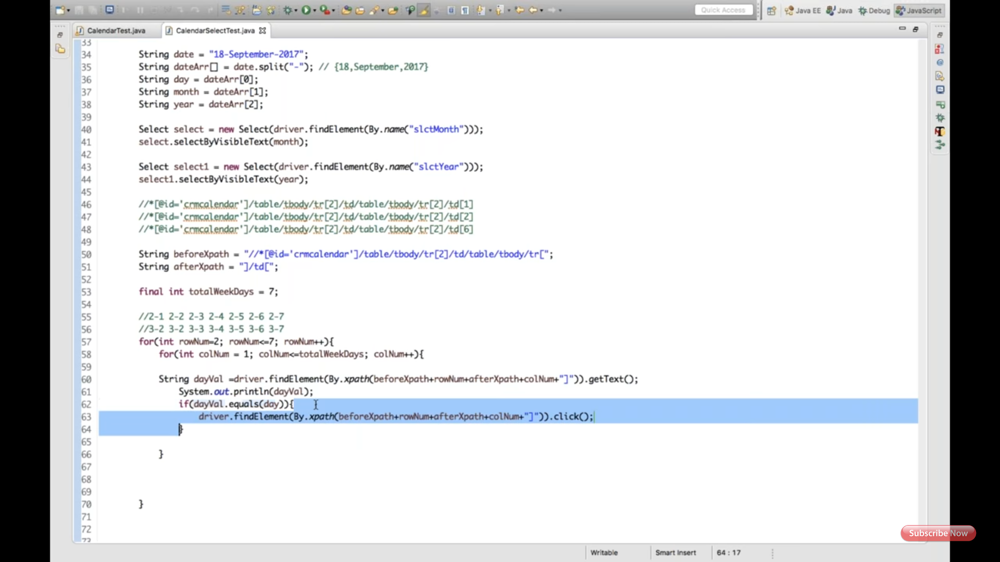 Quick Access
Java EE
Java
Debug
JavaScript
CalendarTest.java
CalendarSelectTest.java
33
34 String date = "18-September-2017";
35 String dateArr[] = date.split("-"); // {18,September,2017}
36 String day = dateArr[0];
37 String month = dateArr[1];
38 String year = dateArr[2];
39
40 Select select = new Select(driver.findElement(By.name("slctMonth")));
41 select.selectByVisibleText(month);
42
43 Select select1 = new Select(driver.findElement(By.name("slctYear")));
44 select1.selectByVisibleText(year);
45
46 //*[@id='crmcalendar']/table/tbody/tr[2]/td/table/tbody/tr[2]/td[1]
47 //*[@id='crmcalendar']/table/tbody/tr[2]/td/table/tbody/tr[2]/td[2]
48 //*[@id='crmcalendar']/table/tbody/tr[2]/td/table/tbody/tr[2]/td[6]
49
50 String beforeXpath = "//*[@id='crmcalendar']/table/tbody/tr[2]/td/table/tbody/tr[";
51 String afterXpath = "]/td[";
52
53 final int totalWeekDays = 7;
54
55 //2-1 2-2 2-3 2-4 2-5 2-6 2-7
56 //3-2 3-2 3-3 3-4 3-5 3-6 3-7
57 for(int rowNum=2; rowNum<=7; rowNum++){
58 for(int colNum = 1; colNum<=totalWeekDays; colNum++){
59
60 String dayVal =driver.findElement(By.xpath(beforeXpath+rowNum+afterXpath+colNum+"]")).getText();
61 System.out.println(dayVal);
62 if(dayVal.equals(day)){
63 driver.findElement(By.xpath(beforeXpath+rowNum+afterXpath+colNum+"]")).click();
64 }
65
66 }
67
68
69
70 }
71
72
73
Subscribe Now
Writable
Smart Insert
64 : 17